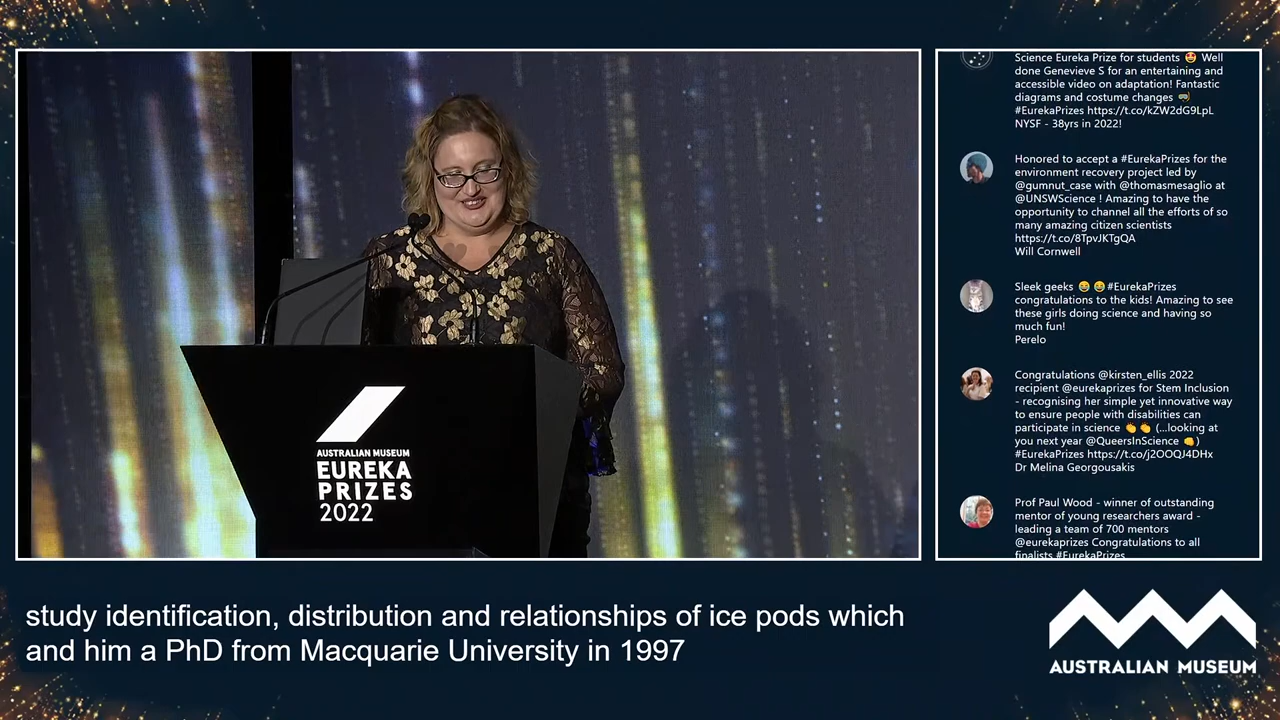 AUSTRALIAN MUSEUM
EUREKA
PRIZES
2022
Science Eureka Prize for students 🤩 Well
done Genevieve S for an entertaining and
accessible video on adaptation! Fantastic
diagrams and costume changes 🤿
#EurekaPrizes https://t.co/kZW2dG9LpL
NYSF - 38yrs in 2022!
Honored to accept a #EurekaPrizes for the
environment recovery project led by
@gumnut_case with @thomasmesaglio at
@UNSWScience ! Amazing to have the
opportunity to channel all the efforts of so
many amazing citizen scientists
https://t.co/8TpvJKTgQA
Will Cornwell
Sleek geeks 😂 😂 #EurekaPrizes
congratulations to the kids! Amazing to see
these girls doing science and having so
much fun!
Perelo
Congratulations @kirsten_ellis 2022
recipient @eurekaprizes for Stem Inclusion
- recognising her simple yet innovative way
to ensure people with disabilities can
participate in science 👏 👏 (...looking at
you next year @QueersInScience 👊)
#EurekaPrizes https://t.co/j2OOQJ4DHx
Dr Melina Georgousakis
Prof Paul Wood - winner of outstanding
mentor of young researchers award -
leading a team of 700 mentors
@eurekaprizes Congratulations to all
finalists #EurekaPrizes
study identification, distribution and relationships of ice pods which
and him a PhD from Macquarie University in 1997
AUSTRALIAN MUSEUM